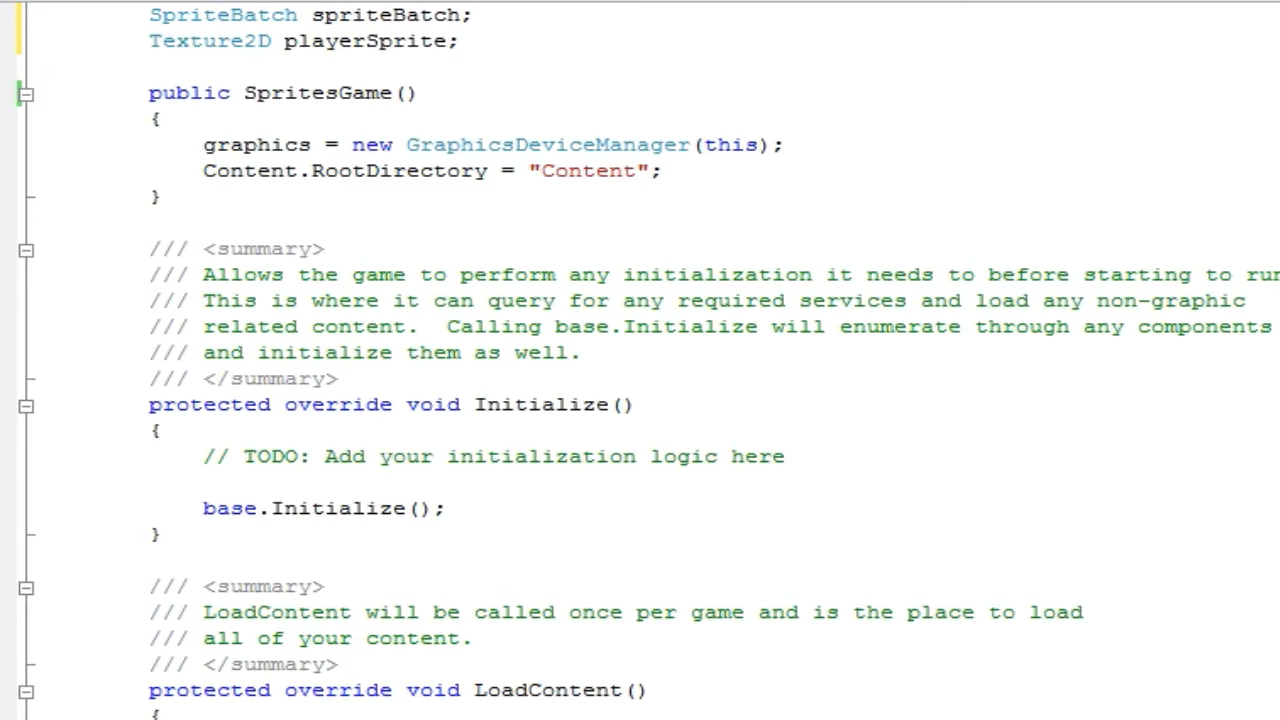 SpriteBatch spriteBatch;
Texture2D playerSprite;
public SpritesGame()
{
graphics = new GraphicsDeviceManager(this);
Content.RootDirectory = "Content";
}
/// <summary>
/// Allows the game to perform any initialization it needs to before starting to run
/// This is where it can query for any required services and load any non-graphic
/// related content.  Calling base.Initialize will enumerate through any components
/// and initialize them as well.
/// </summary>
protected override void Initialize()
{
// TODO: Add your initialization logic here
base.Initialize();
}
/// <summary>
/// LoadContent will be called once per game and is the place to load
/// all of your content.
/// </summary>
protected override void LoadContent()
{